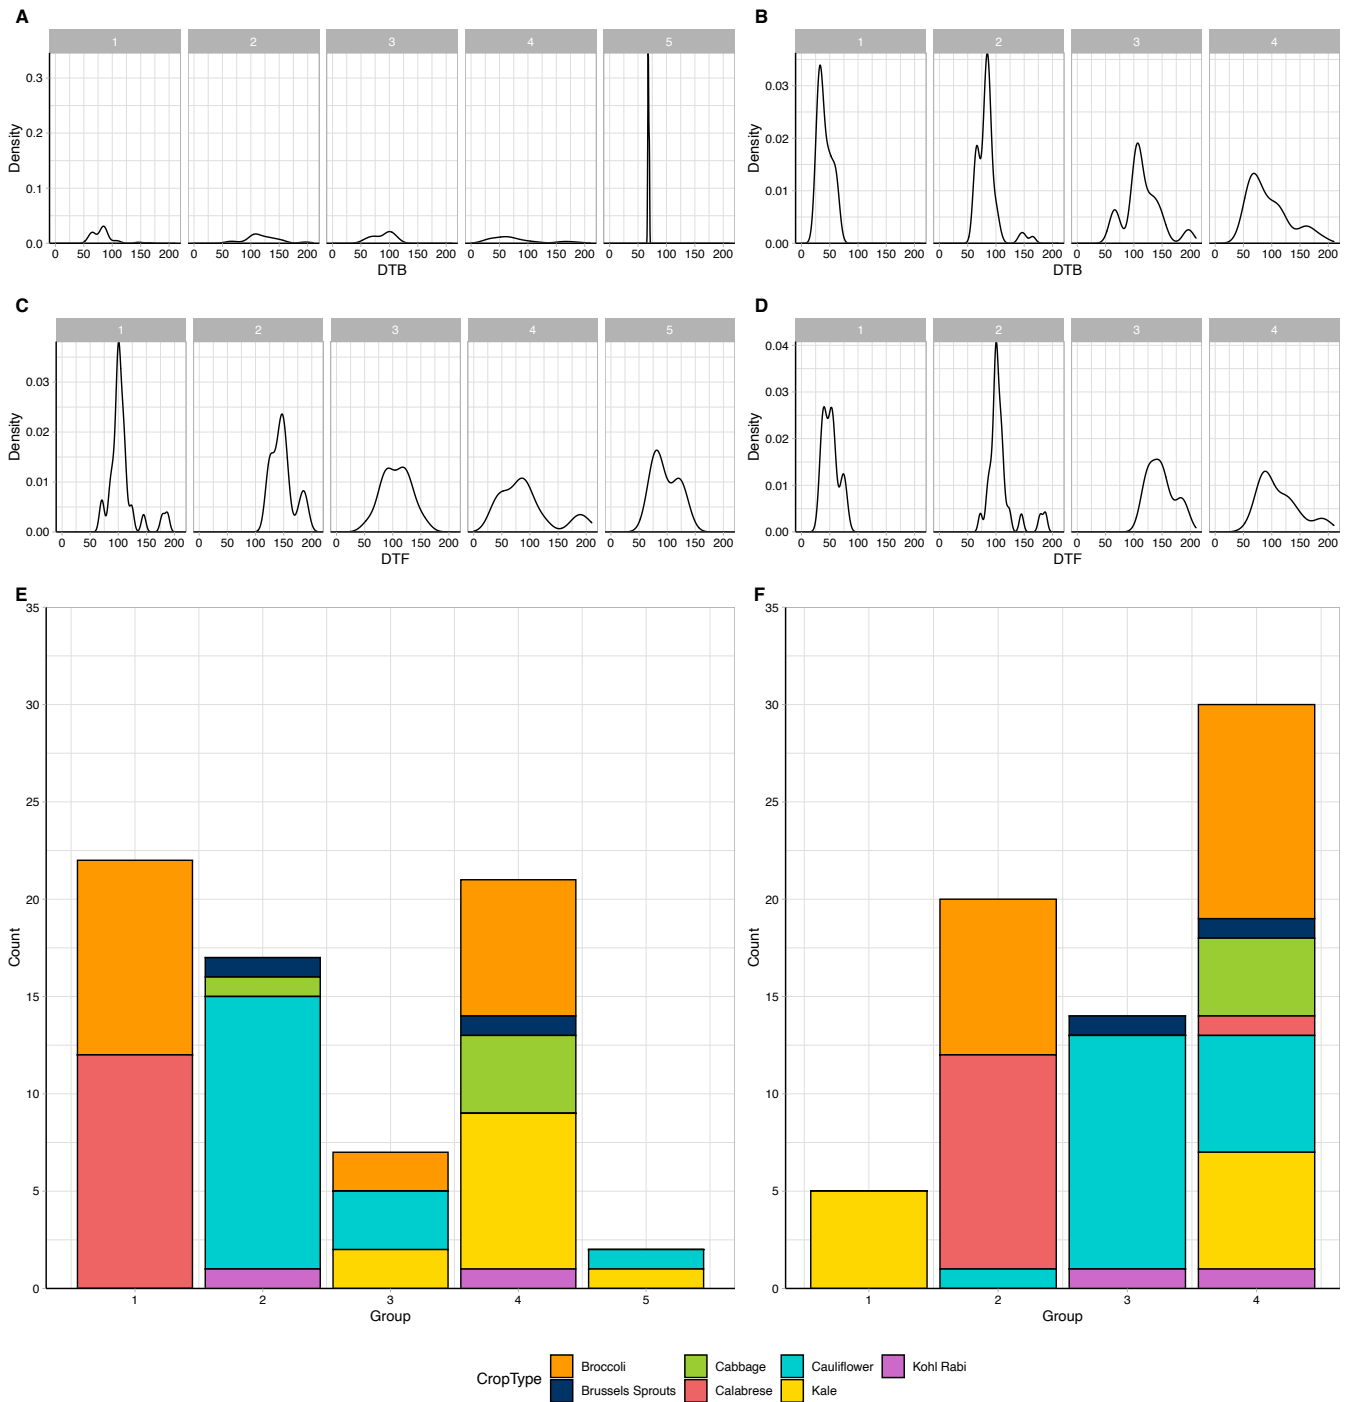 A
B
1 2 3 4 5
1 2 3 4
0.3
0.2
0.1
0.0
Density
0 50 100 150 200 0 50 100 150 200 0 50 100 150 200 0 50 100 150 200 0 50 100 150 200
DTB
0.03
0.02
0.01
0.00
Density
0 50 100 150 200 0 50 100 150 200 0 50 100 150 200 0 50 100 150 200
DTB
C
D
1 2 3 4 5
1 2 3 4
0.03
0.02
0.01
0.00
Density
0 50 100 150 200 0 50 100 150 200 0 50 100 150 200 0 50 100 150 200 0 50 100 150 200
DTF
0.04
0.03
0.02
0.01
0.00
Density
0 50 100 150 200 0 50 100 150 200 0 50 100 150 200 0 50 100 150 200
DTF
E
35
30
25
20
15
10
5
0
Count
1 2 3 4 5
Group
F
35
30
25
20
15
10
5
0
Count
1 2 3 4
Group
CropType
Broccoli
Brussels Sprouts
Cabbage
Calabrese
Cauliflower
Kale
Kohl Rabi